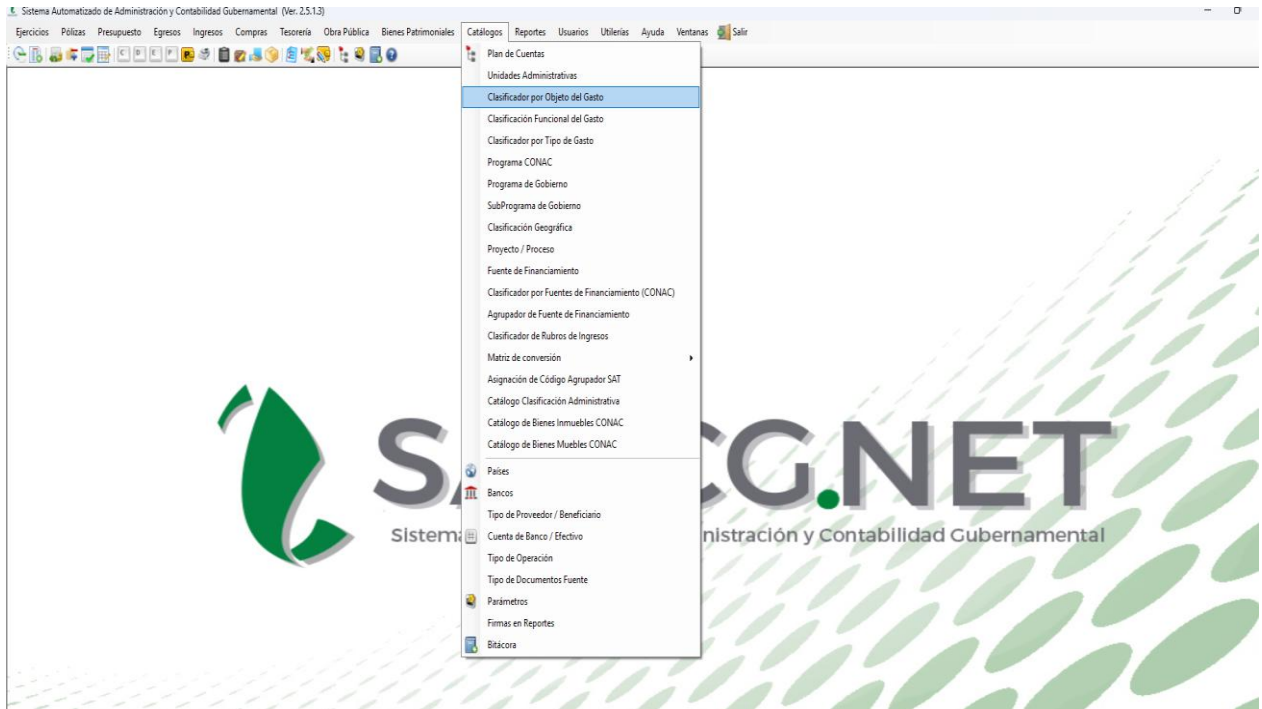 Sistema Automatizado de Administración y Contabilidad Gubernamental (Ver. 2.5.1.3)
Ejercicios Pólizas Presupuesto Egresos Ingresos Compras Tesorería Obra Pública Bienes Patrimoniales Catálogos Reportes Usuarios Utilerías Ayuda Ventanas Salir
C D E P
Plan de Cuentas
Unidades Administrativas
Clasificador por Objeto del Gasto
Clasificación Funcional del Gasto
Clasificador por Tipo de Gasto
Programa CONAC
Programa de Gobierno
SubPrograma de Gobierno
Clasificación Geográfica
Proyecto / Proceso
Fuente de Financiamiento
Clasificador por Fuentes de Financiamiento (CONAC)
Agrupador de Fuente de Financiamiento
Clasificador de Rubros de Ingresos
Matriz de conversión
Asignación de Código Agrupador SAT
Catálogo Clasificación Administrativa
Catálogo de Bienes Inmuebles CONAC
Catálogo de Bienes Muebles CONAC
Países
Bancos
Tipo de Proveedor / Beneficiario
Cuenta de Banco / Efectivo
Tipo de Operación
Tipo de Documentos Fuente
Parámetros
Firmas en Reportes
Bitácora
S CG.NET
Sistema nistración y Contabilidad Gubernamental